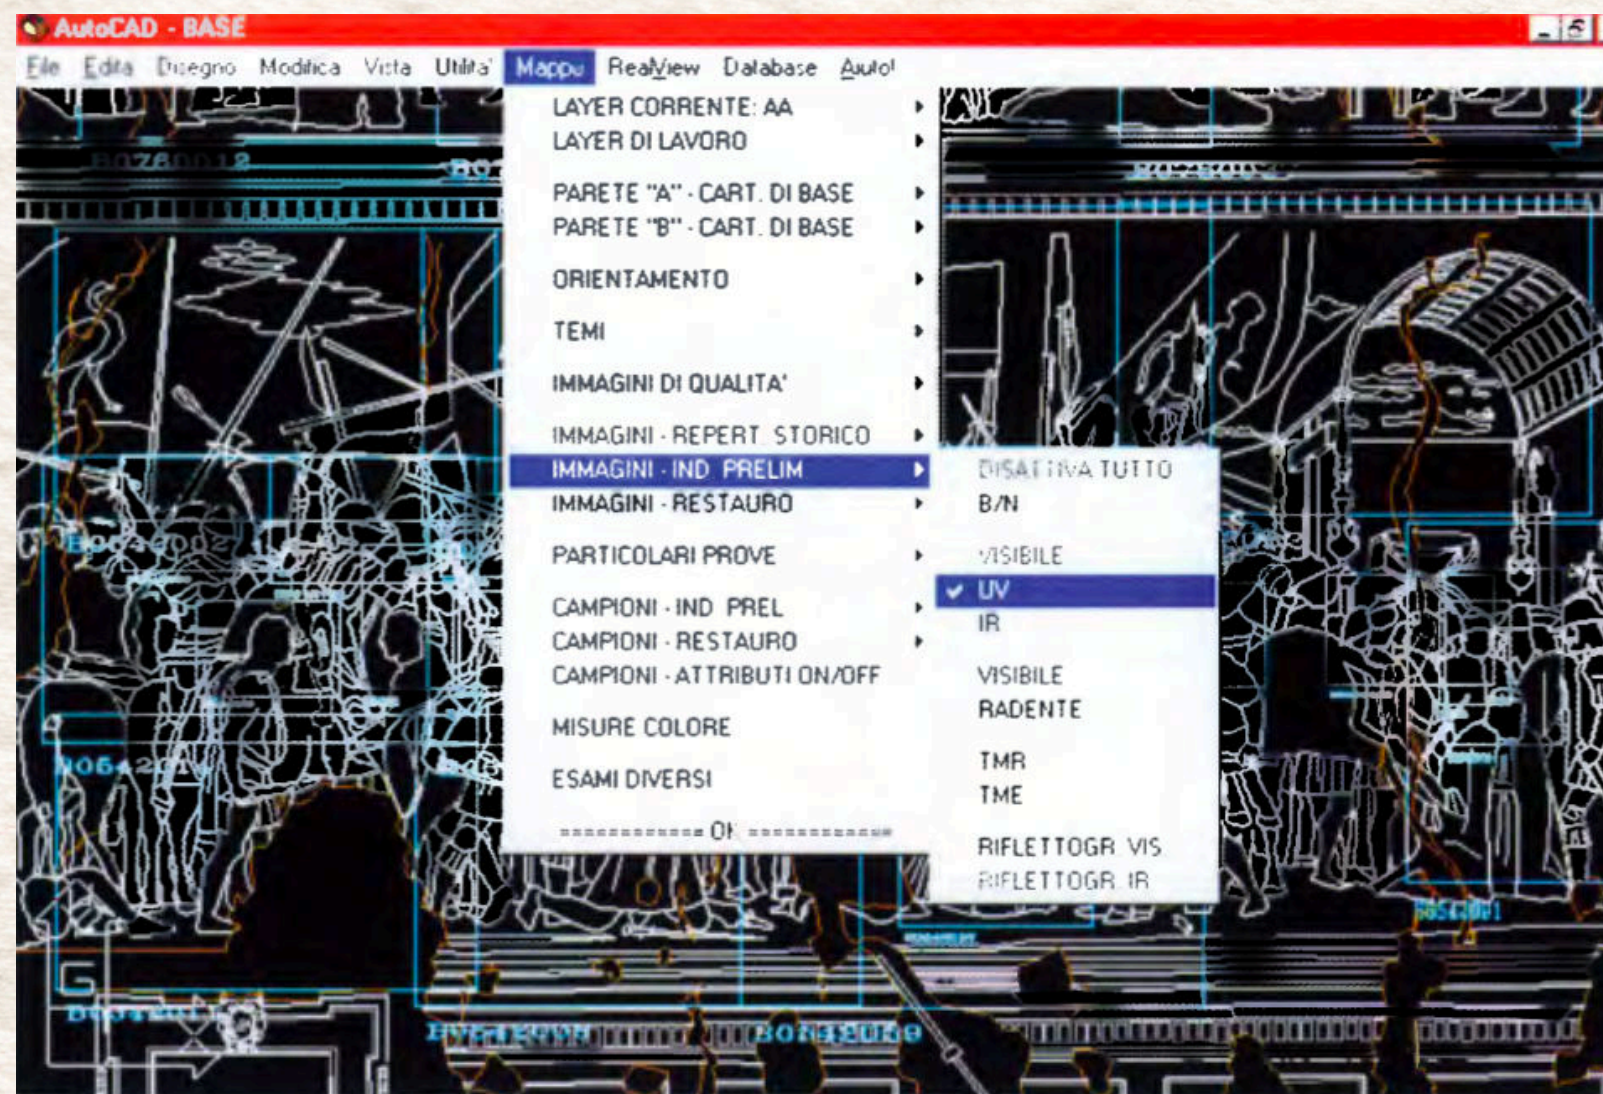 AutoCAD - BASE
File Edita Disegno Modifica Vista Utilita' Mappe RealView Database Aiuto!
LAYER CORRENTE: AA
LAYER DI LAVORO
PARETE "A" - CART. DI BASE
PARETE "B" - CART. DI BASE
ORIENTAMENTO
TEMI
IMMAGINI DI QUALITA'
IMMAGINI - REPERT. STORICO
IMMAGINI - IND. PRELIM
IMMAGINI - RESTAURO
PARTICOLARI PROVE
CAMPIONI - IND. PREL
CAMPIONI - RESTAURO
CAMPIONI - ATTRIBUTI ON/OFF
MISURE COLORE
ESAMI DIVERSI
============ OK ============
DISATTIVA TUTTO
B/N
VISIBILE
UV
IR
VISIBILE
RADENTE
TMR
TME
RIFLETTOGR. VIS
RIFLETTOGR. IR
B0760012